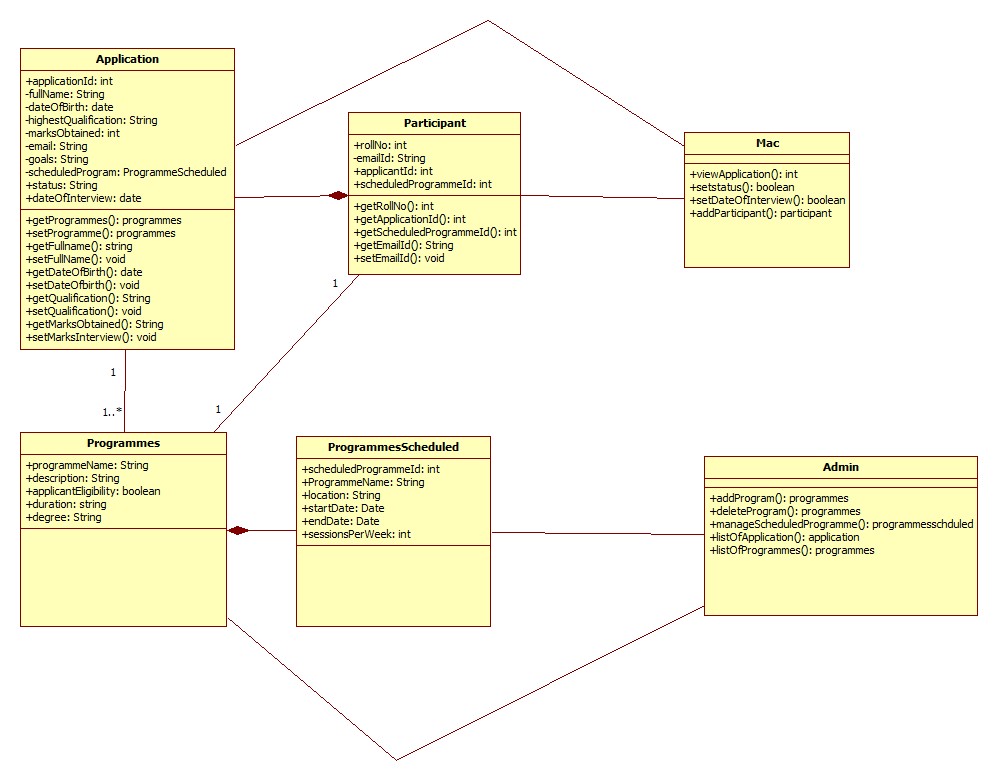 Application
+applicationId: int
-fullName: String
-dateOfBirth: date
-highestQualification: String
-marksObtained: int
-email: String
-goals: String
-scheduledProgram: ProgrammeScheduled
+status: String
+dateOfInterview: date
+getProgrammes(): programmes
+setProgramme(): programmes
+getFullname(): string
+setFullName(): void
+getDateOfBirth(): date
+setDateOfBirth(): void
+getQualification(): String
+setQualification(): void
+getMarksObtained(): String
+setMarksInterview(): void
Participant
+rollNo: int
-emailId: String
+applicantId: int
+scheduledProgrammeId: int
+getRollNo(): int
+getApplicationId(): int
+getScheduledProgrammeId(): int
+getEmailId(): String
+setEmailId(): void
Mac
+viewApplication(): int
+setstatus(): boolean
+setDateOfInterview(): boolean
+addParticipant(): participant
1
1
1..*
1
Programmes
+programmeName: String
+description: String
+applicantEligibility: boolean
+duration: string
+degree: String
ProgrammesScheduled
+scheduledProgrammeId: int
+ProgrammeName: String
+location: String
+startDate: Date
+endDate: Date
+sessionsPerWeek: int
Admin
+addProgram(): programmes
+deleteProgram(): programmes
+manageScheduledProgramme(): programmesschduled
+listOfApplication(): application
+listOfProgrammes(): programmes